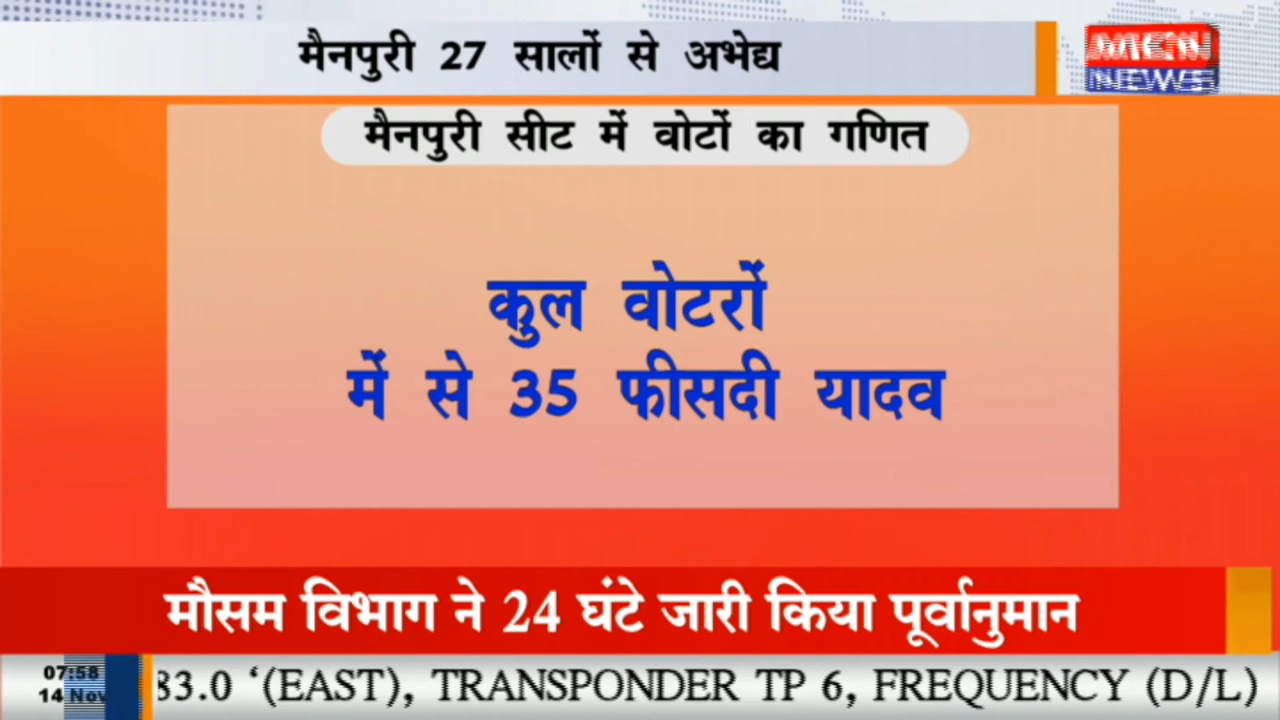 मैनपुरी 27 सालों से अभेद्य
NEWS
मैनपुरी सीट में वोटों का गणित
कुल वोटरों
में से 35 फीसदी यादव
मौसम विभाग ने 24 घंटे जारी किया पूर्वानुमान
07:58
14 Nov
83.0 ‘(EAST), TRANSPONDER TP 6, FREQUENCY (D/L)